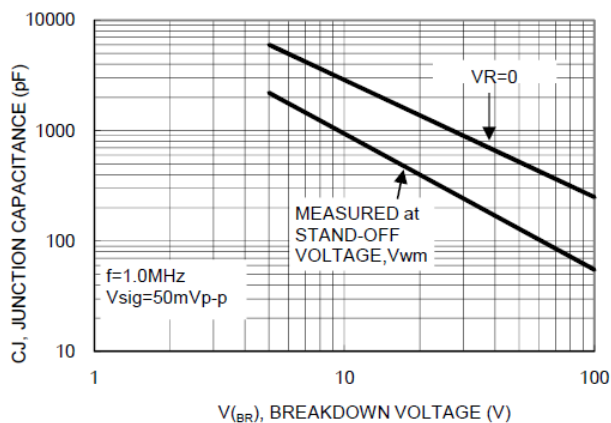 10000
1000
100
10
CJ, JUNCTION CAPACITANCE (pF)
VR=0
MEASURED at
STAND-OFF
VOLTAGE,Vwm
f=1.0MHz
Vsig=50mVp-p
1
10
100
V(BR), BREAKDOWN VOLTAGE (V)